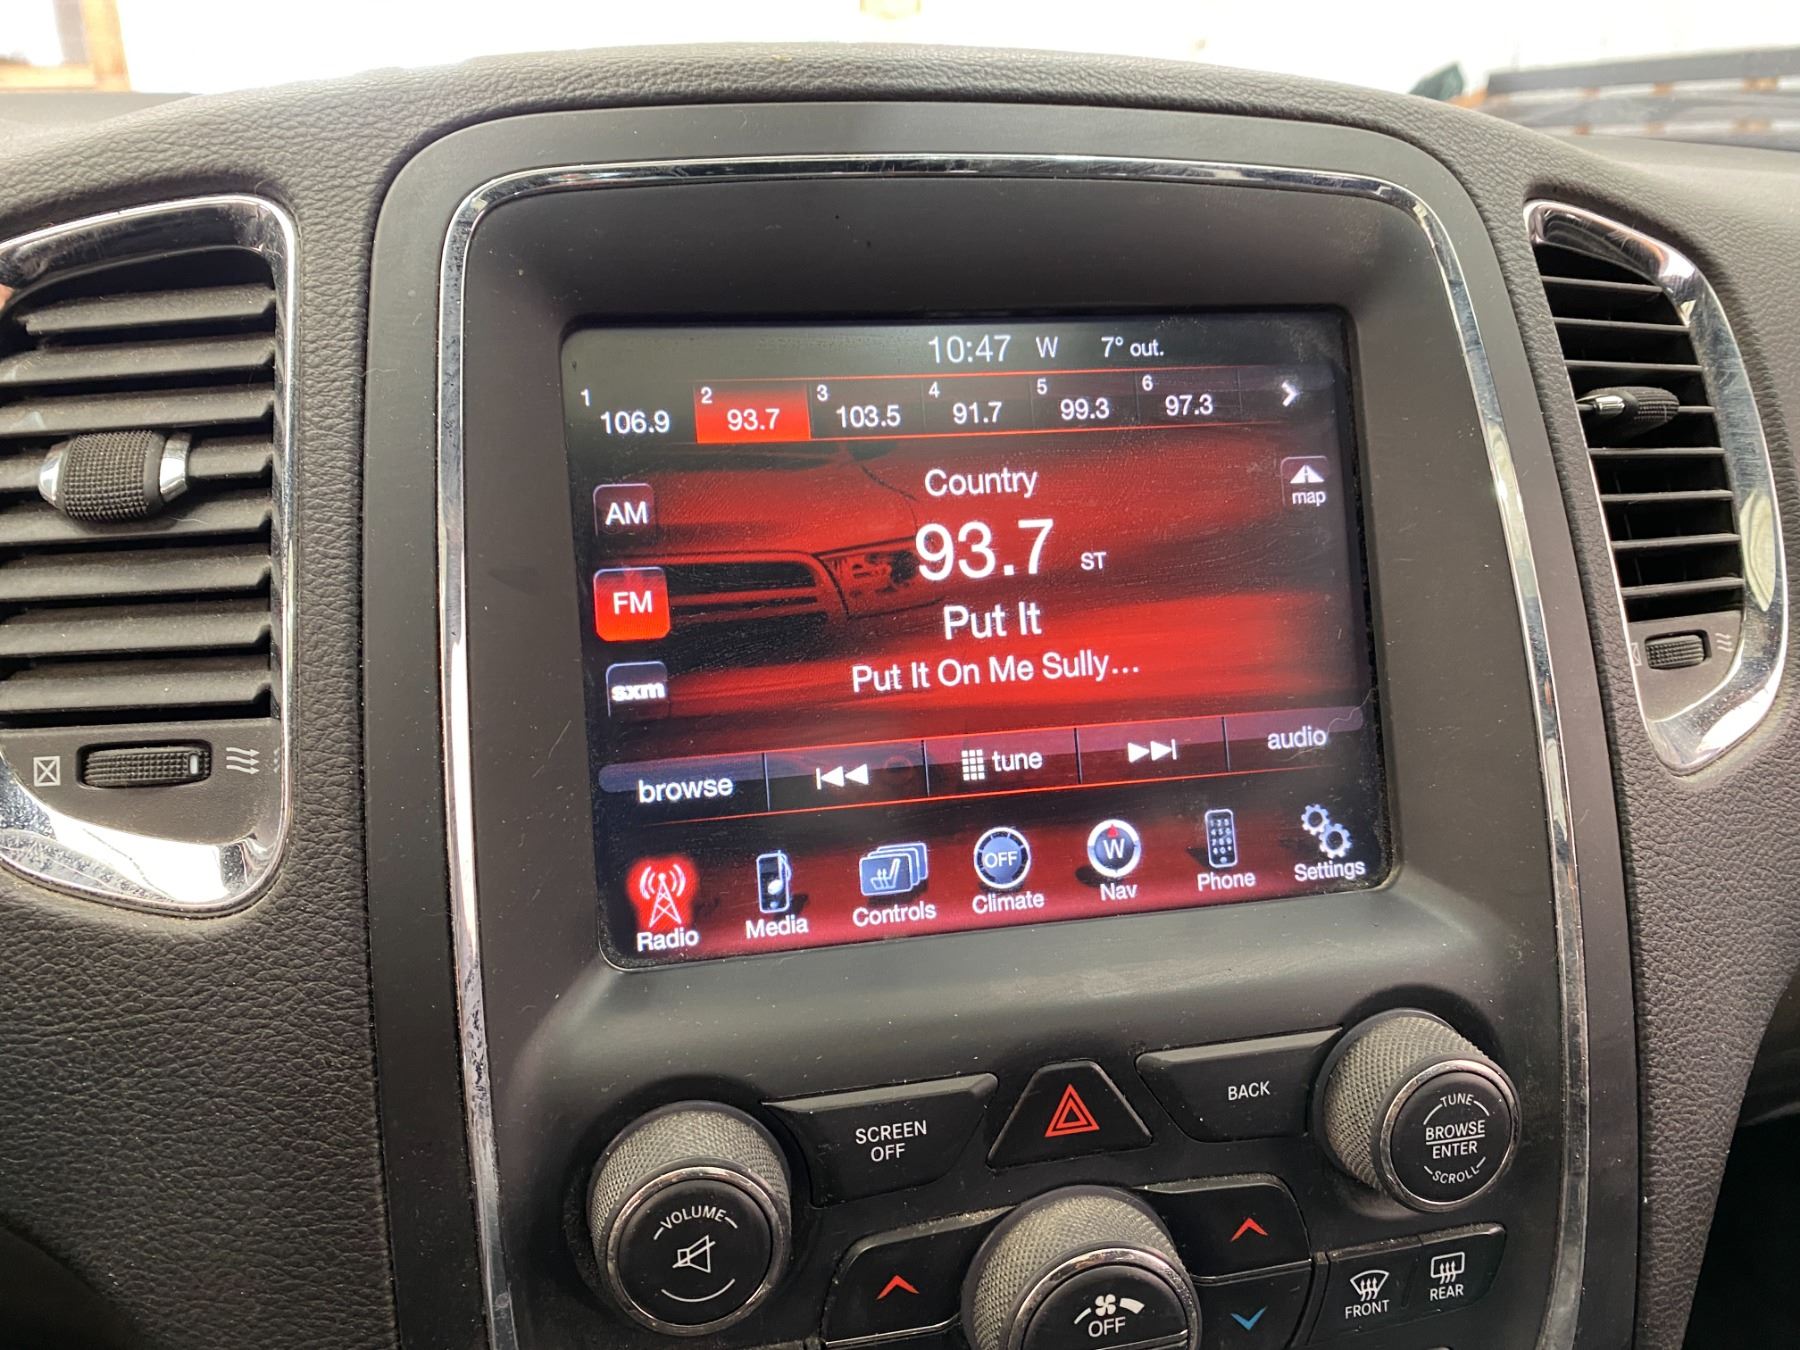 10:47 W 7° out.
1 106.9 2 93.7 3 103.5 4 91.7 5 99.3 6 97.3
Country
map
AM
93.7 ST
FM
Put It
Put It On Me Sully...
sxm
browse tune audio
OFF W
Radio Media Controls Climate Nav Phone Settings
SCREEN
OFF
BACK
TUNE
BROWSE
ENTER
SCROLL
VOLUME
OFF
FRONT
REAR